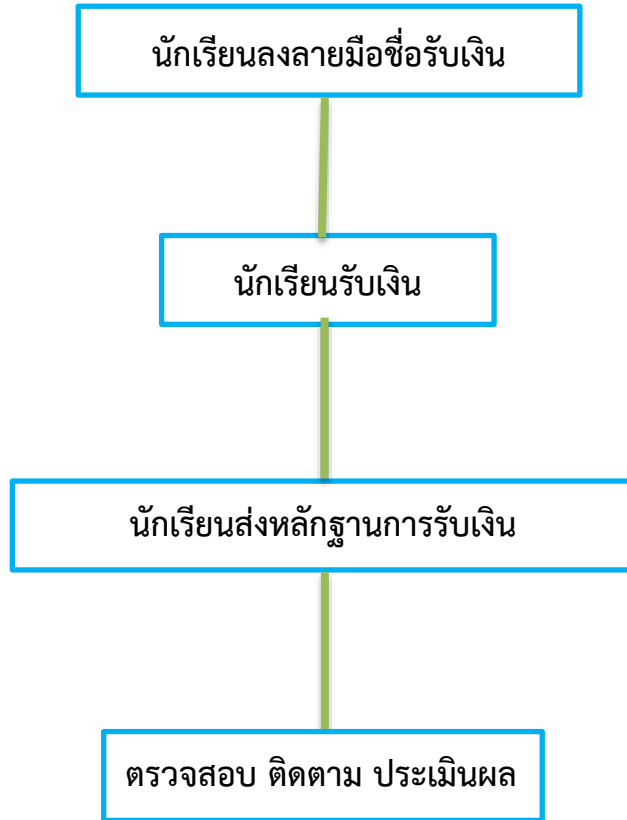 นักเรียนลงลายมือชื่อรับเงิน
นักเรียนรับเงิน
นักเรียนส่งหลักฐานการรับเงิน
ตรวจสอบ ติดตาม ประเมินผล